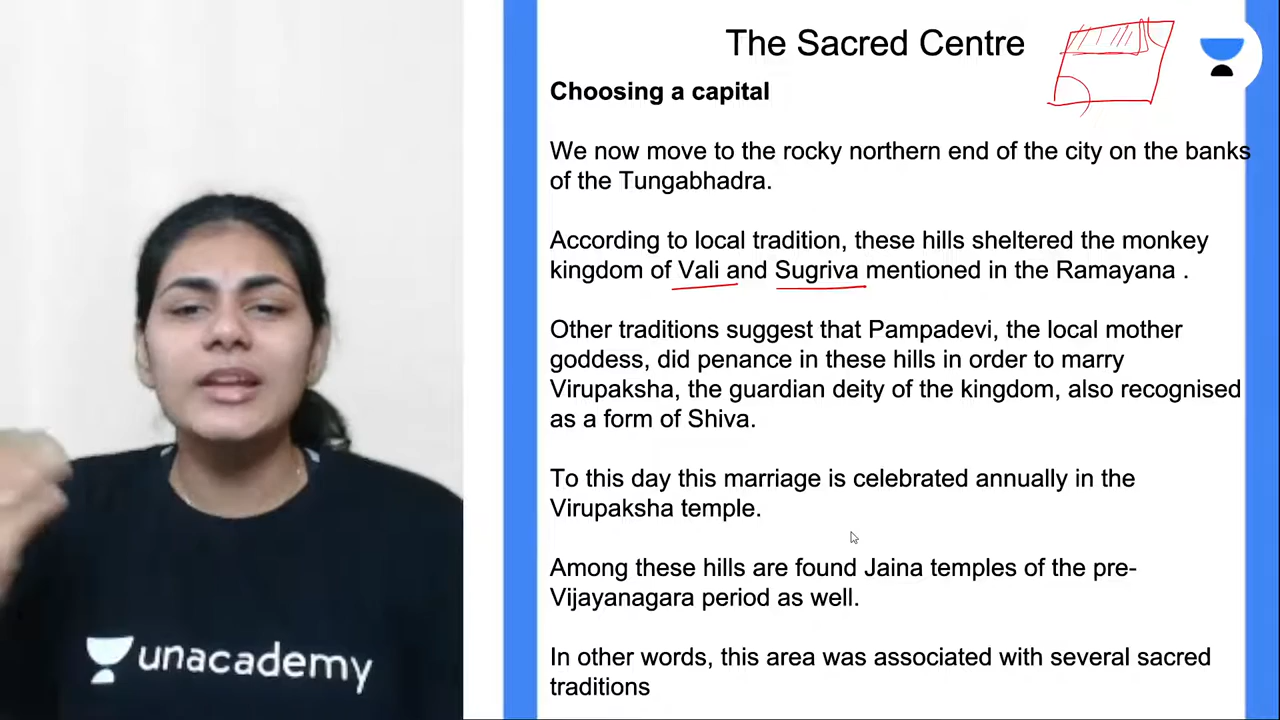 The Sacred Centre
Choosing a capital
We now move to the rocky northern end of the city on the banks
of the Tungabhadra.
According to local tradition, these hills sheltered the monkey
kingdom of Vali and Sugriva mentioned in the Ramayana .
Other traditions suggest that Pampadevi, the local mother
goddess, did penance in these hills in order to marry
Virupaksha, the guardian deity of the kingdom, also recognised
as a form of Shiva.
To this day this marriage is celebrated annually in the
Virupaksha temple.
Among these hills are found Jaina temples of the pre-
Vijayanagara period as well.
In other words, this area was associated with several sacred
traditions
unacademy